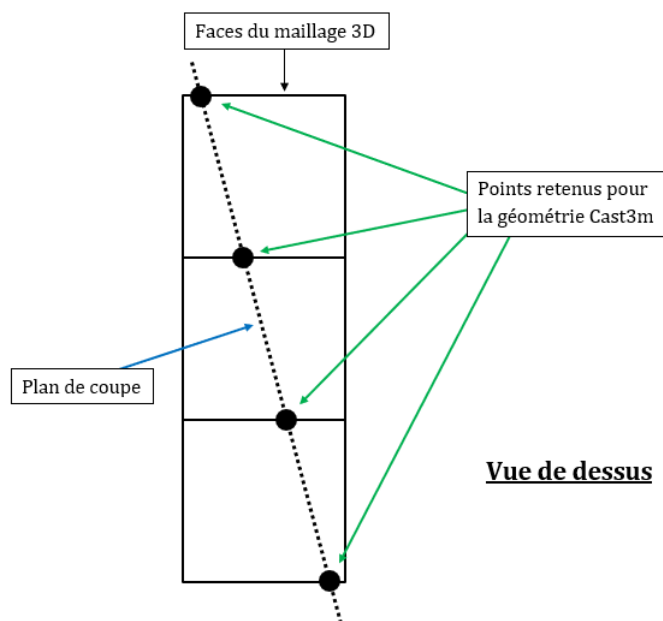 Faces du maillage 3D
Points retenus pour
la géométrie Cast3m
Plan de coupe
Vue de dessus